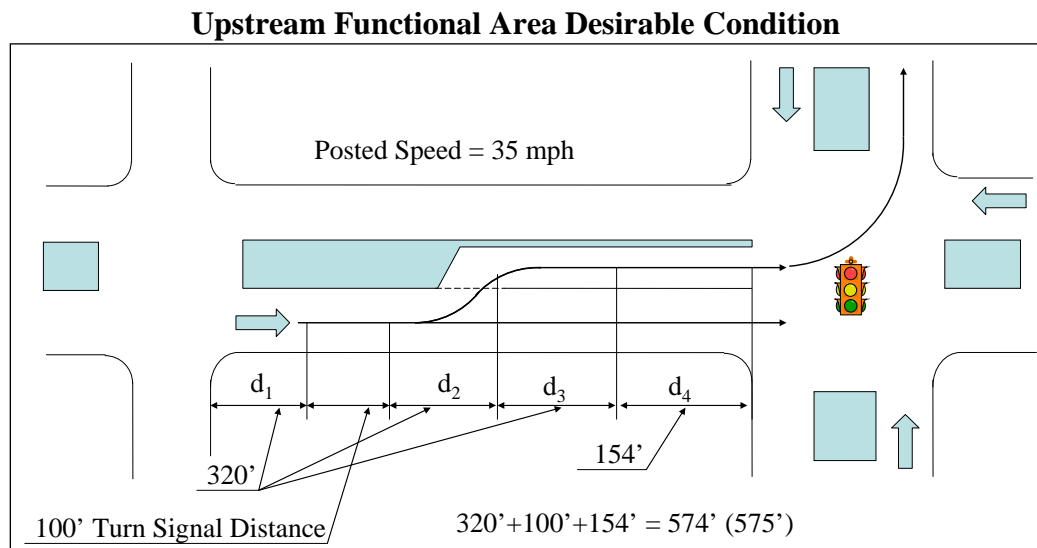 Upstream Functional Area Desirable Condition
Posted Speed = 35 mph
d₁
d₂
d₃
d₄
320’
154’
100’ Turn Signal Distance
320’+100’+154’ = 574’ (575’)